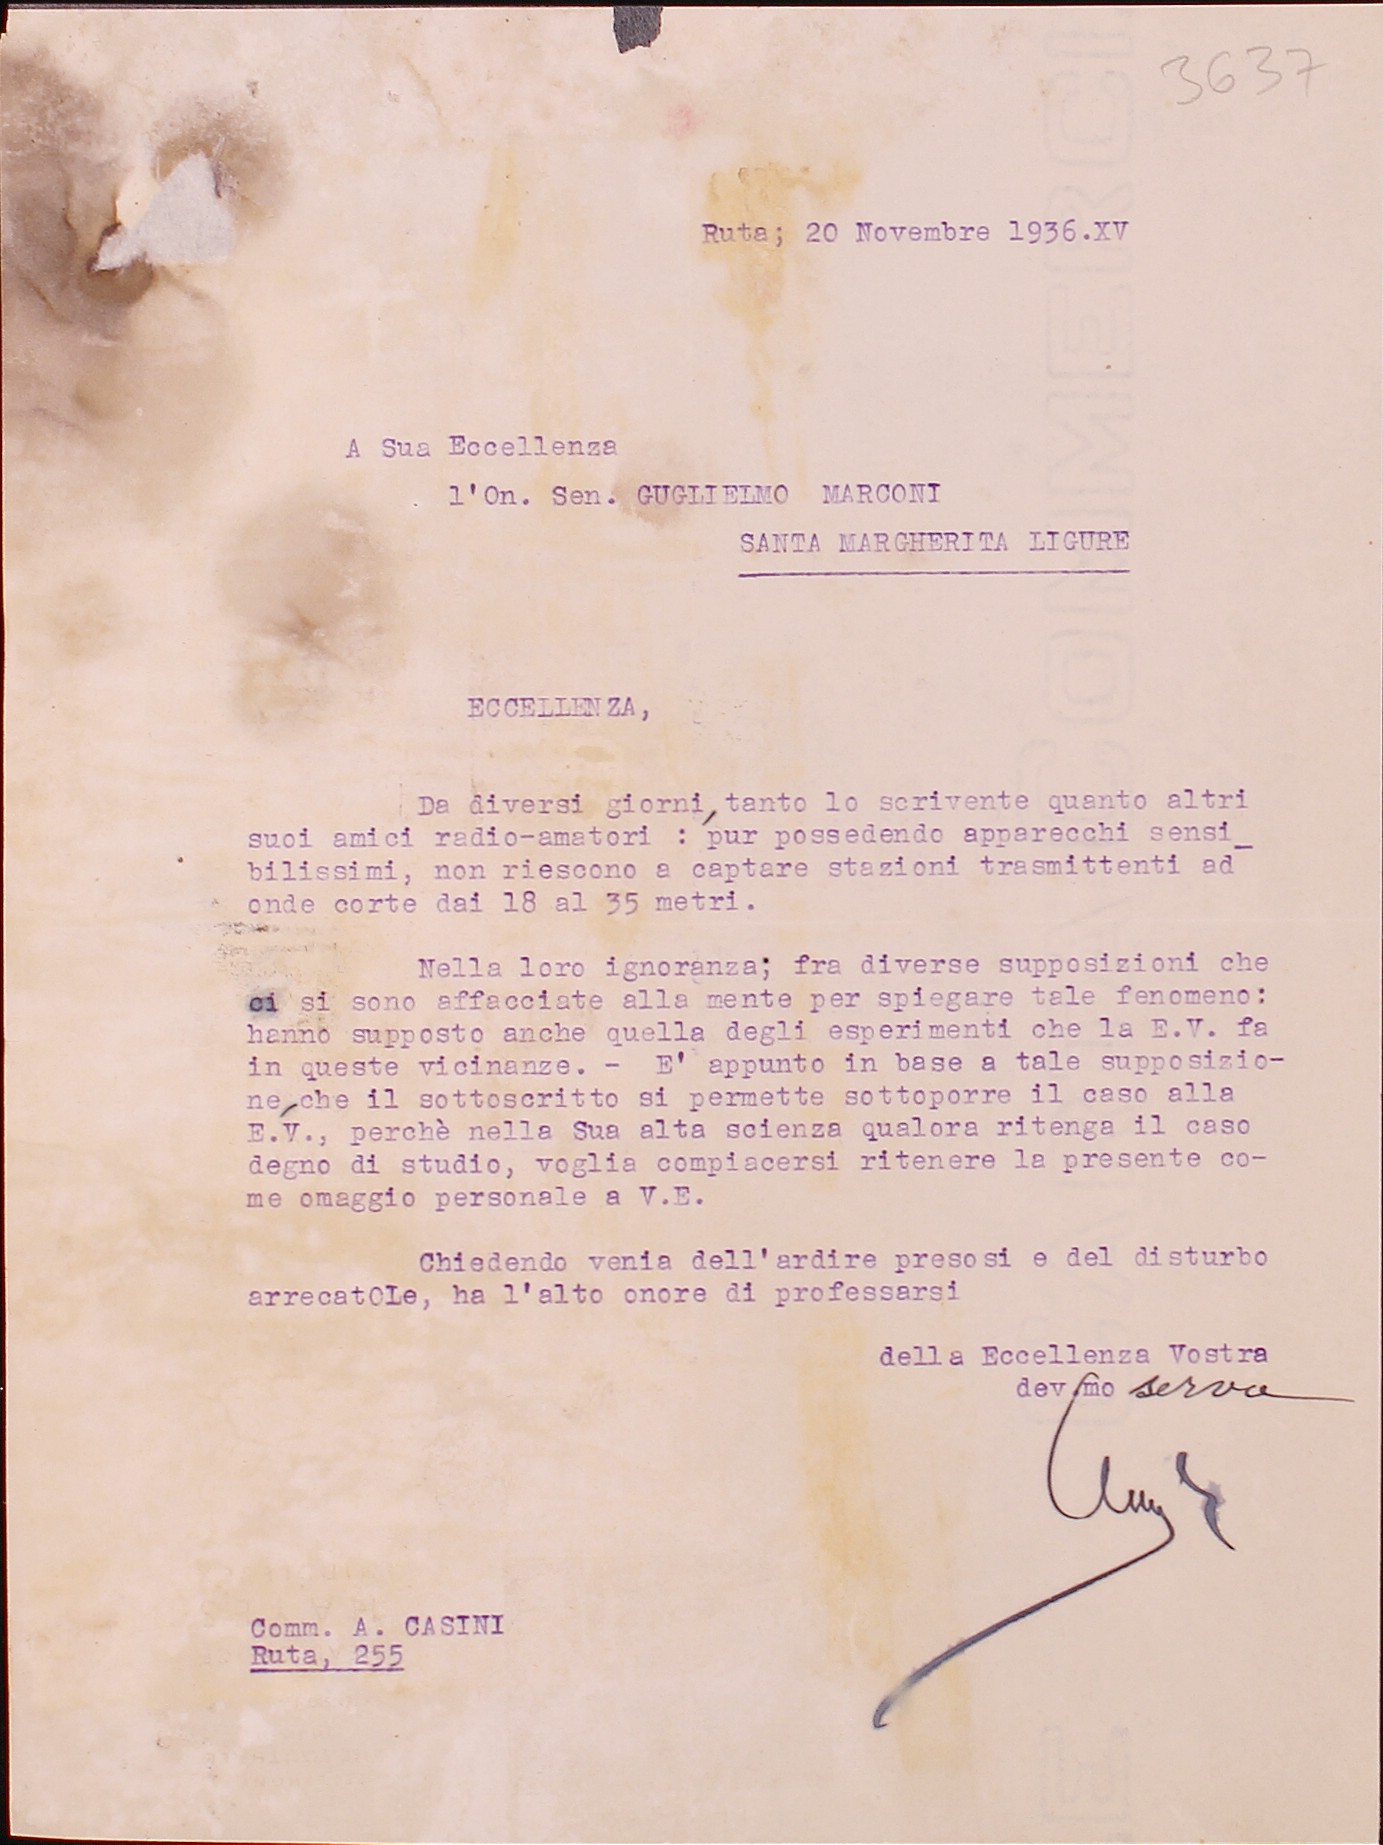 3637
Ruta; 20 Novembre 1936.XV
A Sua Eccellenza
l'On. Sen. GUGLIELMO MARCONI
SANTA MARGHERITA LIGURE
ECCELLENZA,
Da diversi giorni, tanto lo scrivente quanto altri
suoi amici radio-amatori : pur possedendo apparecchi sensi_
bilissimi, non riescono a captare stazioni trasmittenti ad
onde corte dai 18 al 35 metri.
Nella loro ignoranza; fra diverse supposizioni che
ci si sono affacciate alla mente per spiegare tale fenomeno:
hanno supposto anche quella degli esperimenti che la E.V. fa
in queste vicinanze. - E' appunto in base a tale supposizio-
ne, che il sottoscritto si permette sottoporre il caso alla
E.V., perchè nella Sua alta scienza qualora ritenga il caso
degno di studio, voglia compiacersi ritenere la presente co-
me omaggio personale a V.E.
Chiedendo venia dell'ardire presosi e del disturbo
arrecatOLe, ha l'alto onore di professarsi
della Eccellenza Vostra
dev.mo servo
Comm. A. CASINI
Ruta, 255